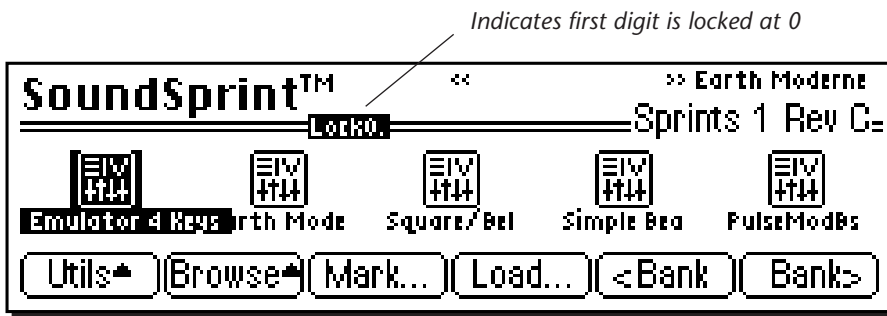 Indicates first digit is locked at 0
SoundSprint™ << >> Earth Moderne
Lock0. Sprints 1 Rev C
Emulator 4 Keys rth Mode Square/Bel Simple Bea PulseModBs
Utils Browse Mark... Load... <Bank Bank>